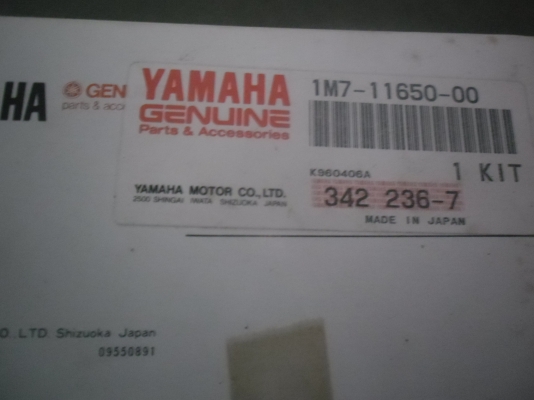 HA
GEN
parts & acc
YAMAHA
GENUINE
Parts & Accessories
1M7-11650-00
K960406A
1 KIT
YAMAHA MOTOR CO.,LTD.
2500 SHINGAI IWATA SHIZUOKA JAPAN
342 236-7
MADE IN JAPAN
O.,LTD. Shizuoka Japan
09550891